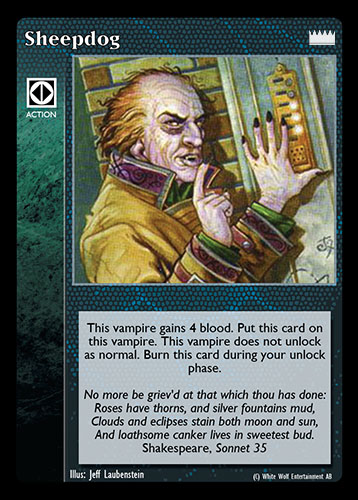 Sheepdog
ACTION
This vampire gains 4 blood. Put this card on
this vampire. This vampire does not unlock
as normal. Burn this card during your unlock
phase.
No more be griev'd at that which thou has done:
Roses have thorns, and silver fountains mud,
Clouds and eclipses stain both moon and sun,
And loathsome canker lives in sweetest bud.
Shakespeare, Sonnet 35
Illus: Jeff Laubenstein
(C) White Wolf Entertainment AB